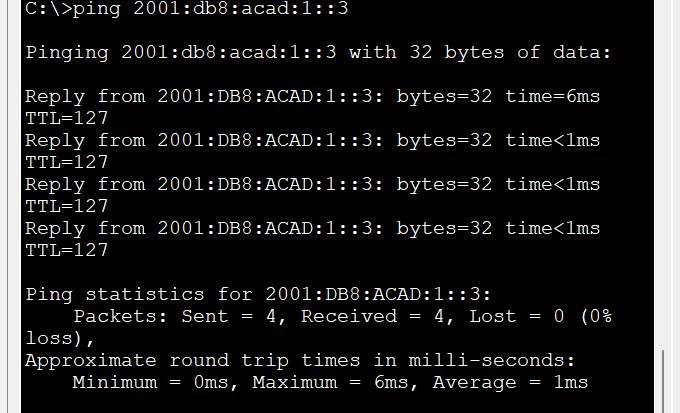 C:\>ping 2001:db8:acad:1::3
Pinging 2001:db8:acad:1::3 with 32 bytes of data:
Reply from 2001:DB8:ACAD:1::3: bytes=32 time=6ms
TTL=127
Reply from 2001:DB8:ACAD:1::3: bytes=32 time<1ms
TTL=127
Reply from 2001:DB8:ACAD:1::3: bytes=32 time<1ms
TTL=127
Reply from 2001:DB8:ACAD:1::3: bytes=32 time<1ms
TTL=127
Ping statistics for 2001:DB8:ACAD:1::3:
    Packets: Sent = 4, Received = 4, Lost = 0 (0%
loss),
Approximate round trip times in milli-seconds:
    Minimum = 0ms, Maximum = 6ms, Average = 1ms